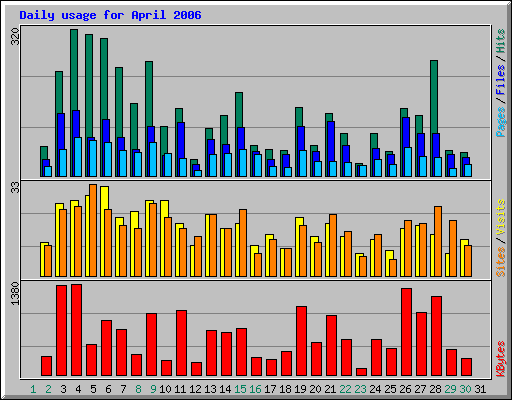 Daily usage for April 2006
320
Pages / Files / Hits
33
Sites / Visits
1380
KBytes
1 2 3 4 5 6 7 8 9 10 11 12 13 14 15 16 17 18 19 20 21 22 23 24 25 26 27 28 29 30 31